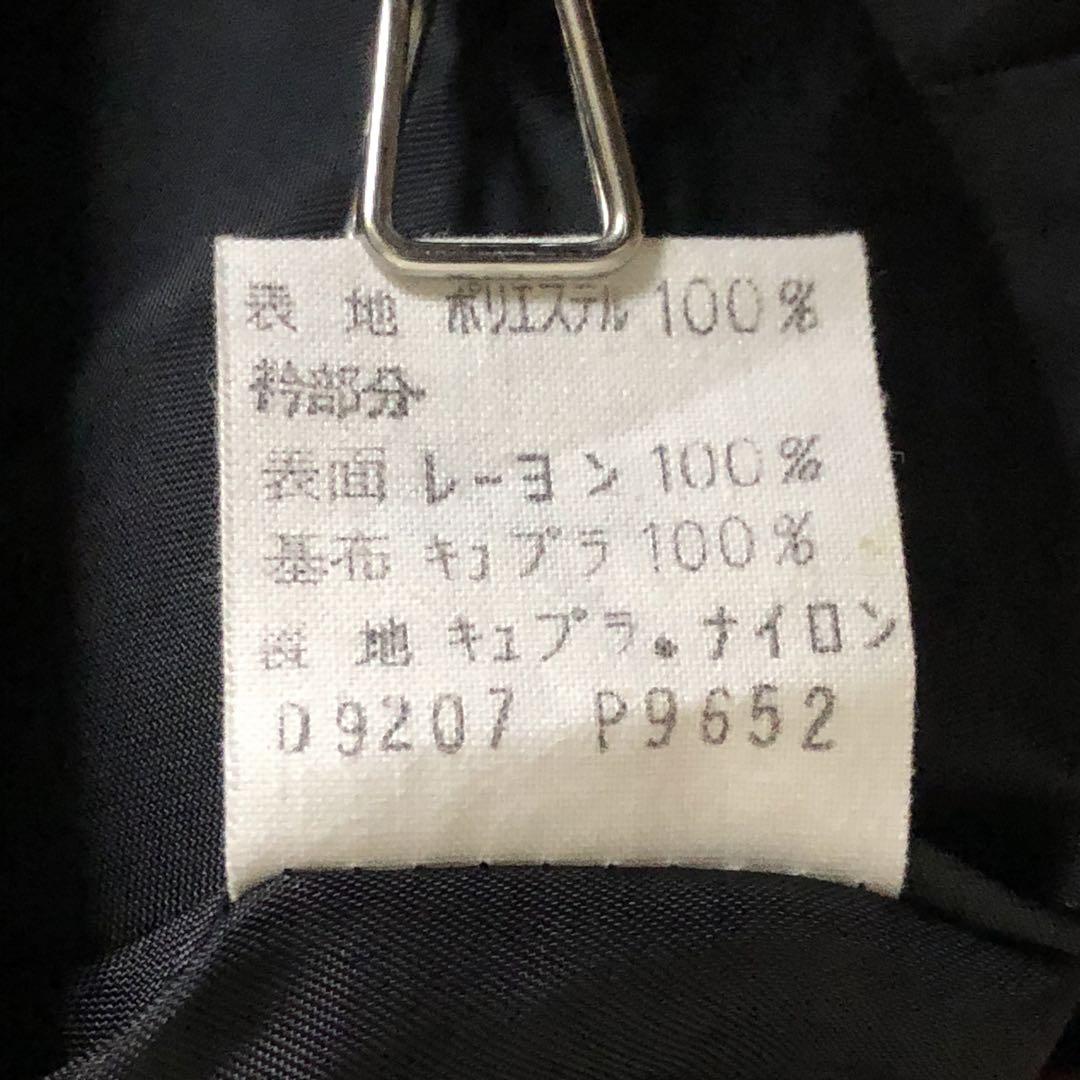 表地 ポリエステル 100%
衿部分
表面 レーヨン 100%
基布 キュプラ 100%
裏地 キュプラ.ナイロン
D9207 P9652